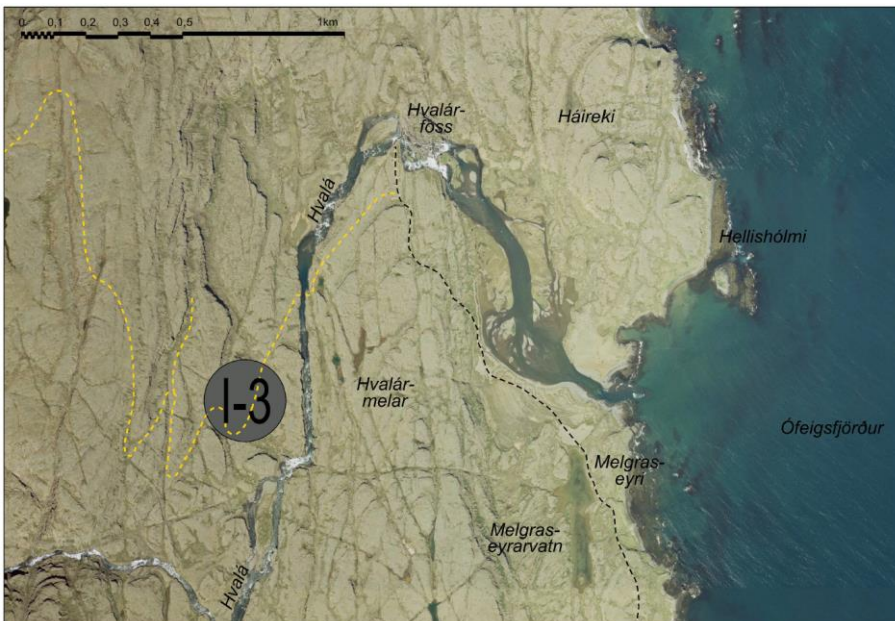 0 0,1 0,2 0,3 0,4 0,5 1km
Hvalár-
foss
Háireki
Hvalá
Hellishólmi
I-3
Hvalár-
melar
Ófeigsfjörður
Melgras-
eyri
Melgras-
eyrarvatn
Hvalá